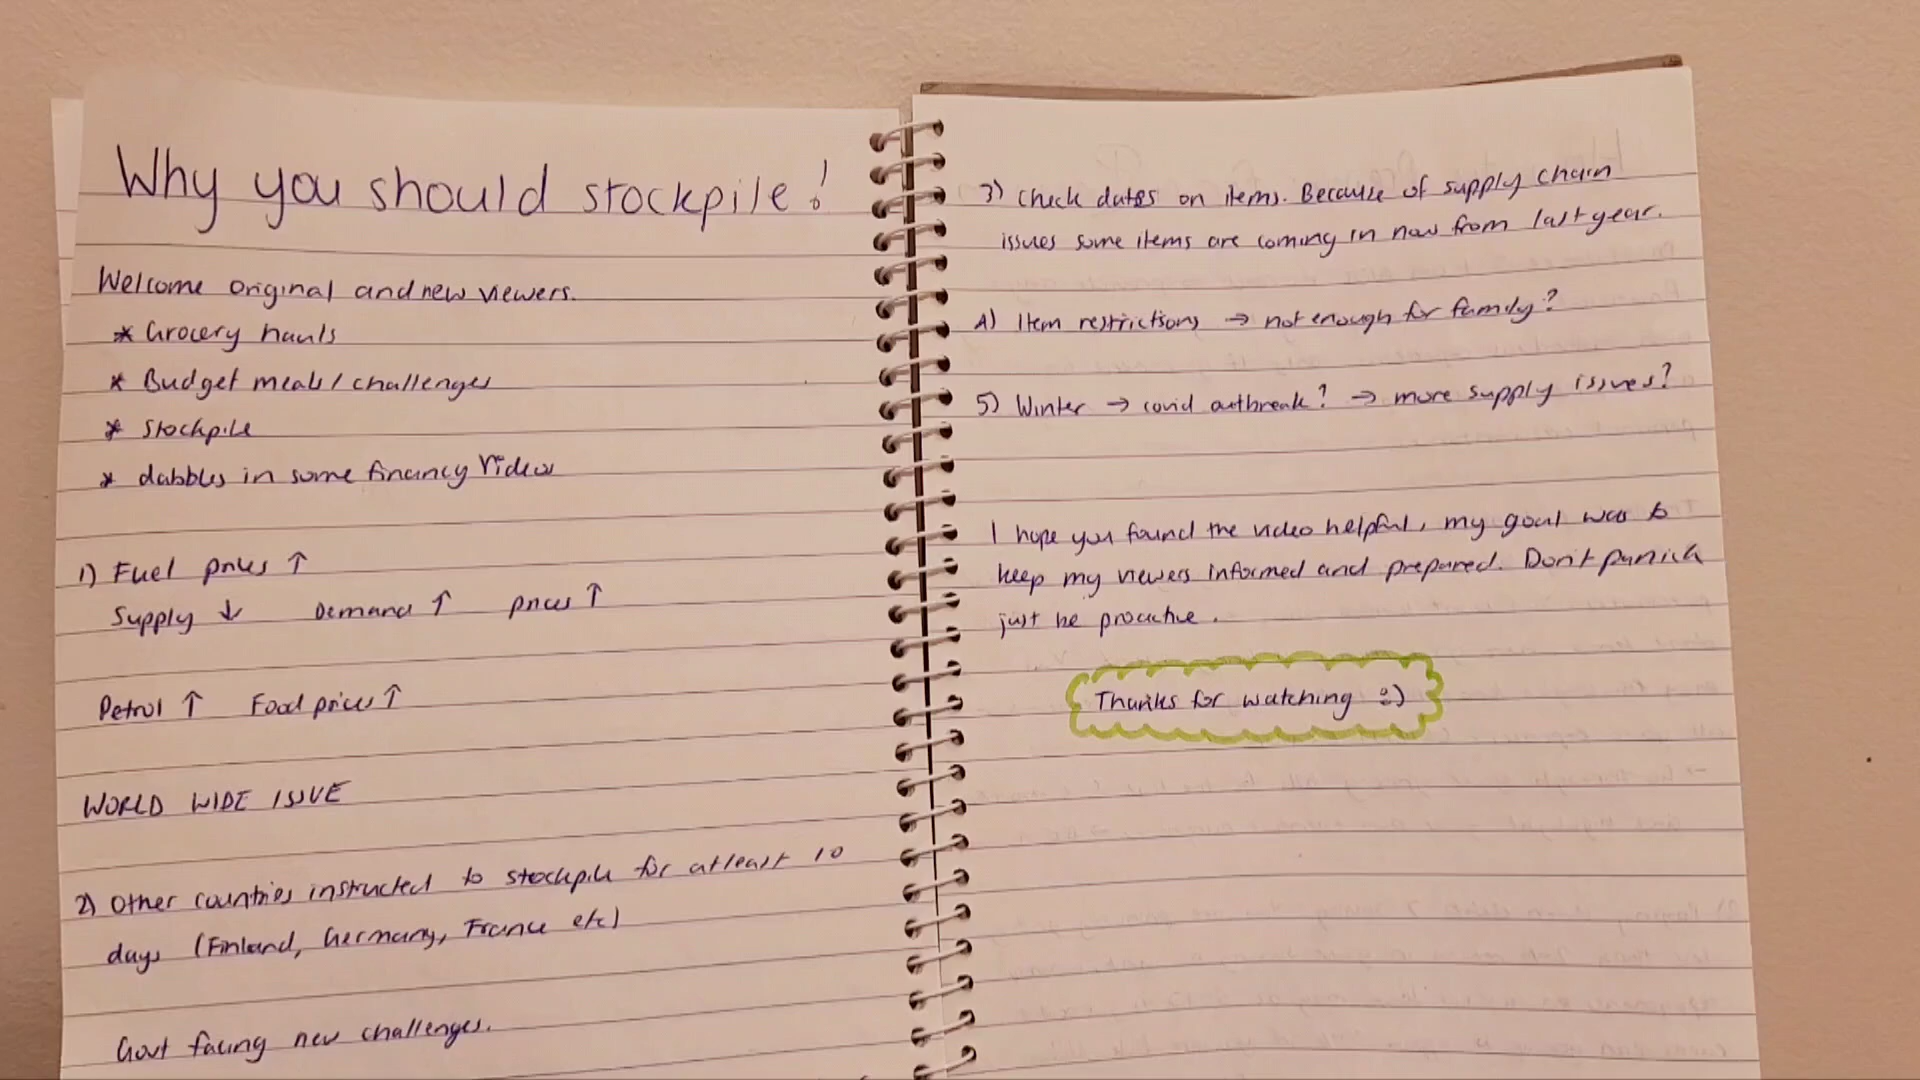 Why you should stockpile!
Welcome original and new viewers.
* Grocery hauls
* Budget meals/challenges
* Stockpile
* dabbles in some financy Videos
1) Fuel prices ↑
Supply ↓ Demand ↑ prices ↑
Petrol ↑ Food prices ↑
WORLD WIDE ISSUE
2) Other countries instructed to stockpile for atleast 10
days (Finland, Germany, France etc)
Govt facing new challenges.
3) Check dates on items. Because of supply chain
issues some items are coming in now from last year.
4) Item restrictions → not enough for family?
5) Winter → covid outbreak? → more supply issues?
I hope you found the video helpful, my goal was to
keep my viewers informed and prepared. Don't panick
just be proactive.
Thanks for watching :)